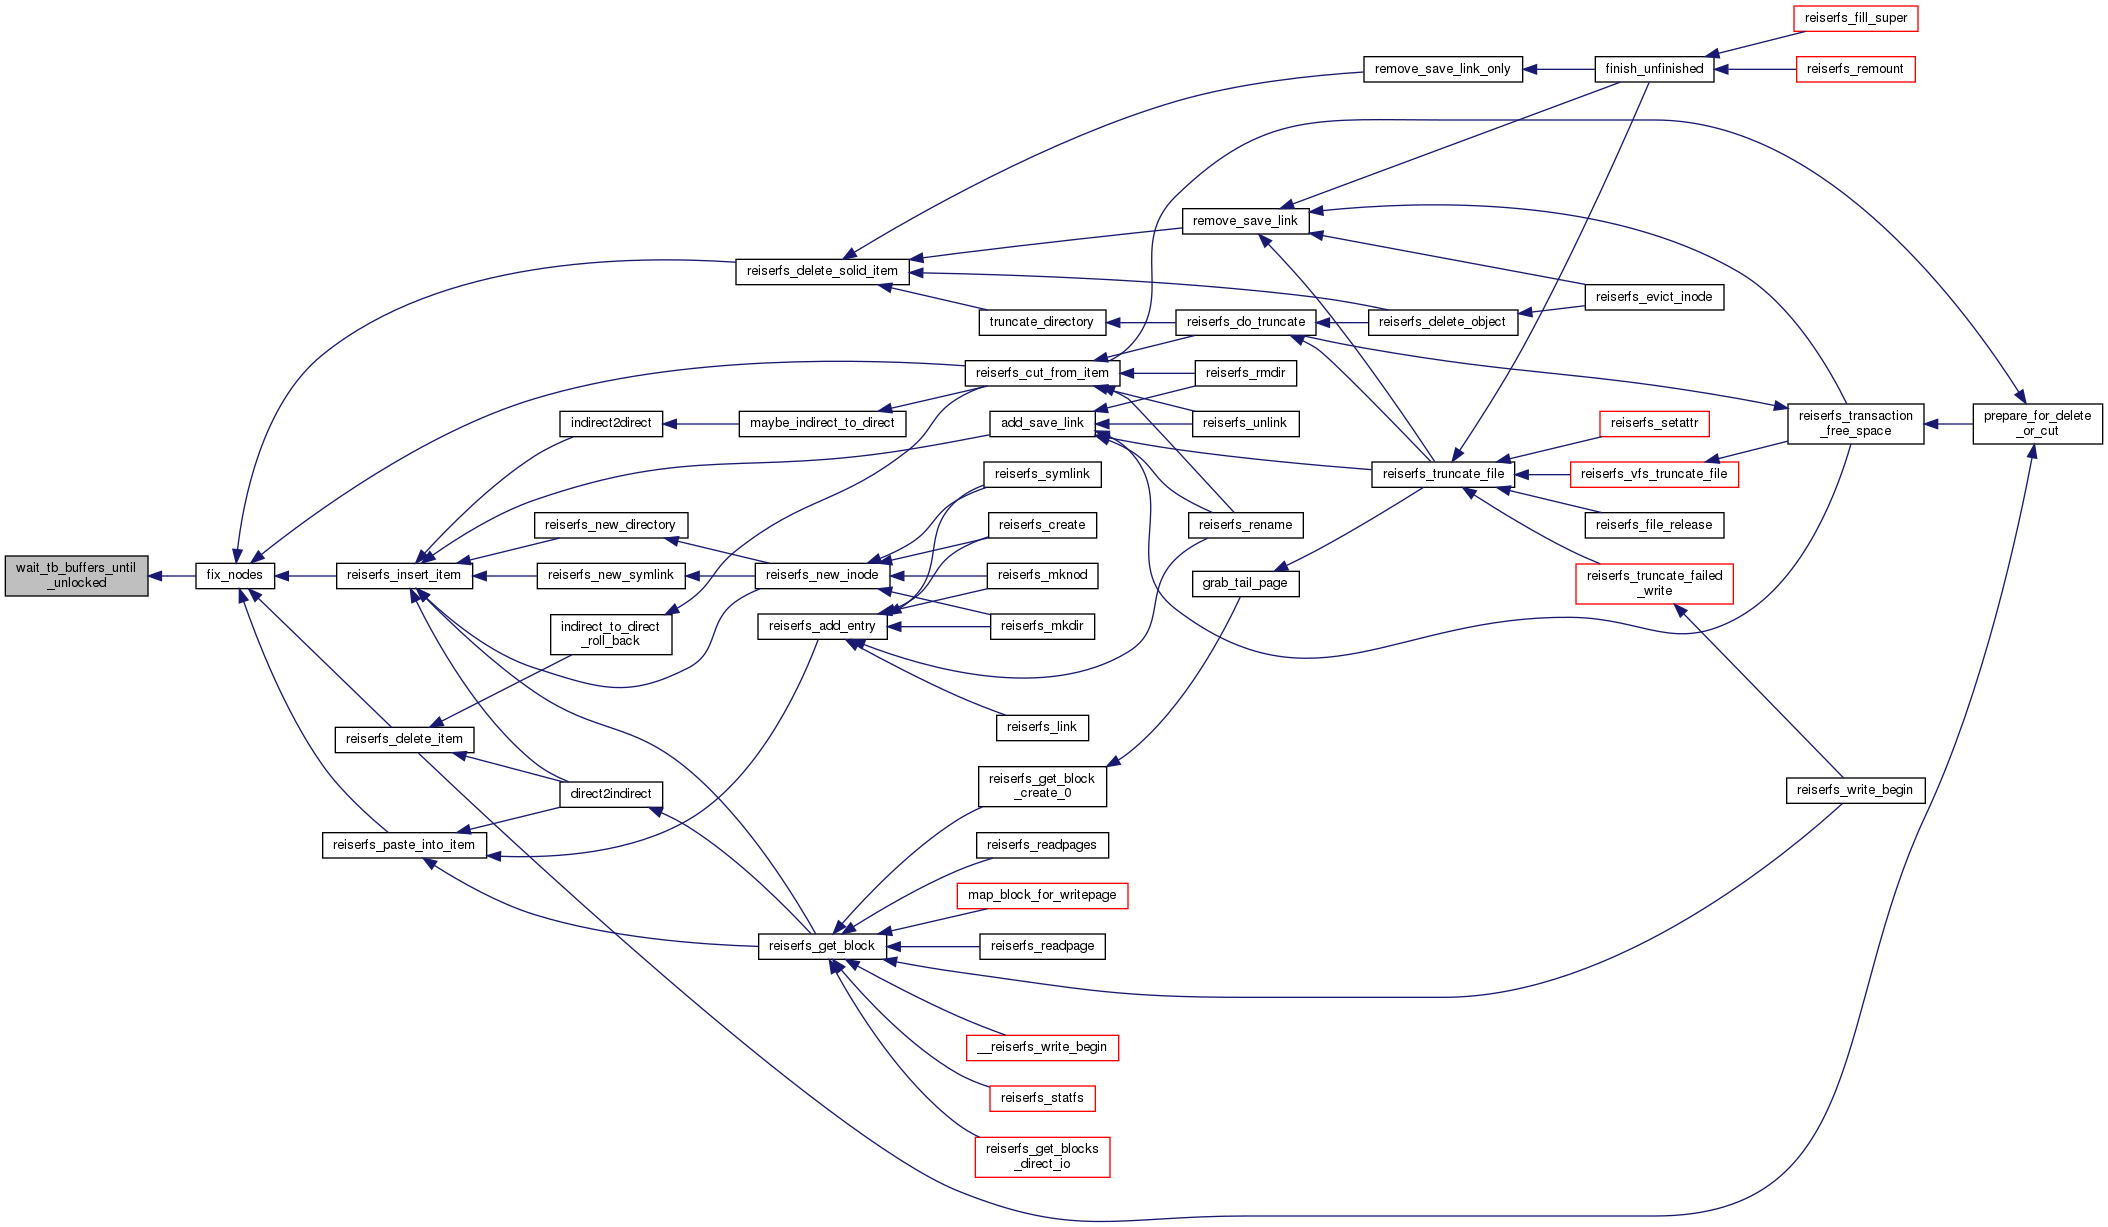 reiserfs_fill_super
remove_save_link_only
finish_unfinished
reiserfs_remount
remove_save_link
reiserfs_delete_solid_item
reiserfs_evict_inode
truncate_directory
reiserfs_do_truncate
reiserfs_delete_object
reiserfs_cut_from_item
reiserfs_rmdir
indirect2direct
maybe_indirect_to_direct
add_save_link
reiserfs_unlink
reiserfs_setattr
reiserfs_transaction
_free_space
prepare_for_delete
_or_cut
reiserfs_symlink
reiserfs_truncate_file
reiserfs_vfs_truncate_file
reiserfs_new_directory
reiserfs_create
reiserfs_rename
reiserfs_file_release
wait_tb_buffers_until
_unlocked
fix_nodes
reiserfs_insert_item
reiserfs_new_symlink
reiserfs_new_inode
reiserfs_mknod
grab_tail_page
reiserfs_truncate_failed
_write
indirect_to_direct
_roll_back
reiserfs_add_entry
reiserfs_mkdir
reiserfs_link
reiserfs_delete_item
direct2indirect
reiserfs_get_block
_create_0
reiserfs_write_begin
reiserfs_paste_into_item
reiserfs_readpages
map_block_for_writepage
reiserfs_get_block
reiserfs_readpage
__reiserfs_write_begin
reiserfs_statfs
reiserfs_get_blocks
_direct_io